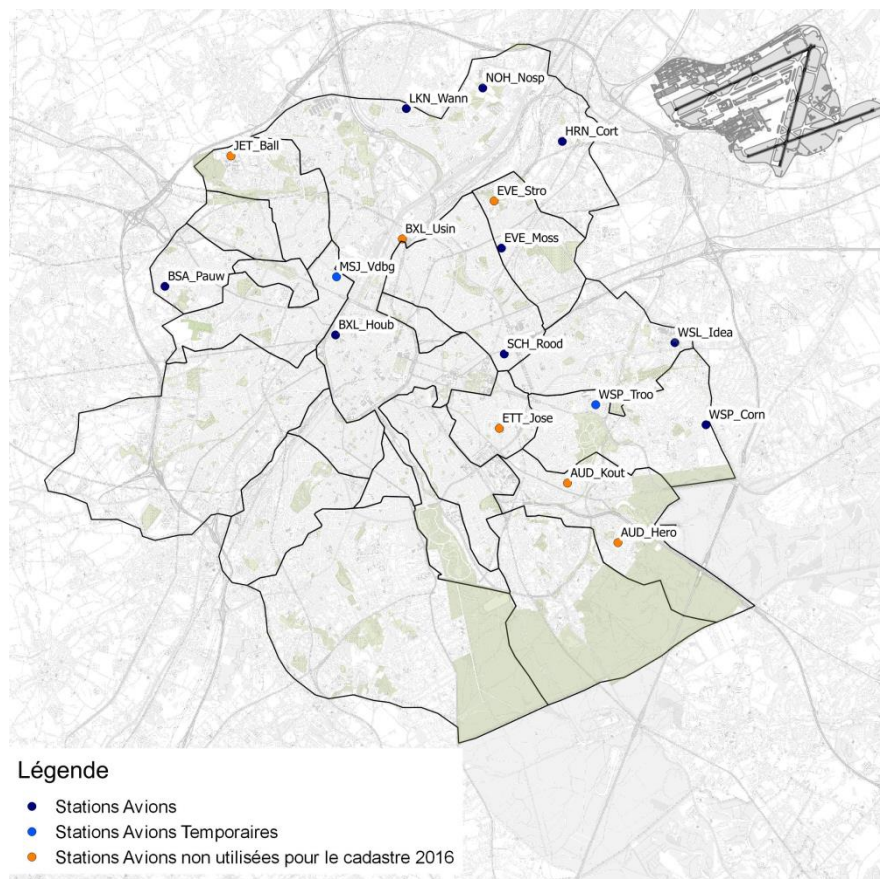 NOH_Nosp
LKN_Wann
HRN_Cort
JET_Ball
EVE_Stro
BXL_Usin
EVE_Moss
MSJ_Vdbg
BSA_Pauw
BXL_Houb
WSL_Idea
SCH_Rood
WSP_Troo
WSP_Corn
ETT_Jose
AUD_Kout
AUD_Hero
Légende
Stations Avions
Stations Avions Temporaires
Stations Avions non utilisées pour le cadastre 2016